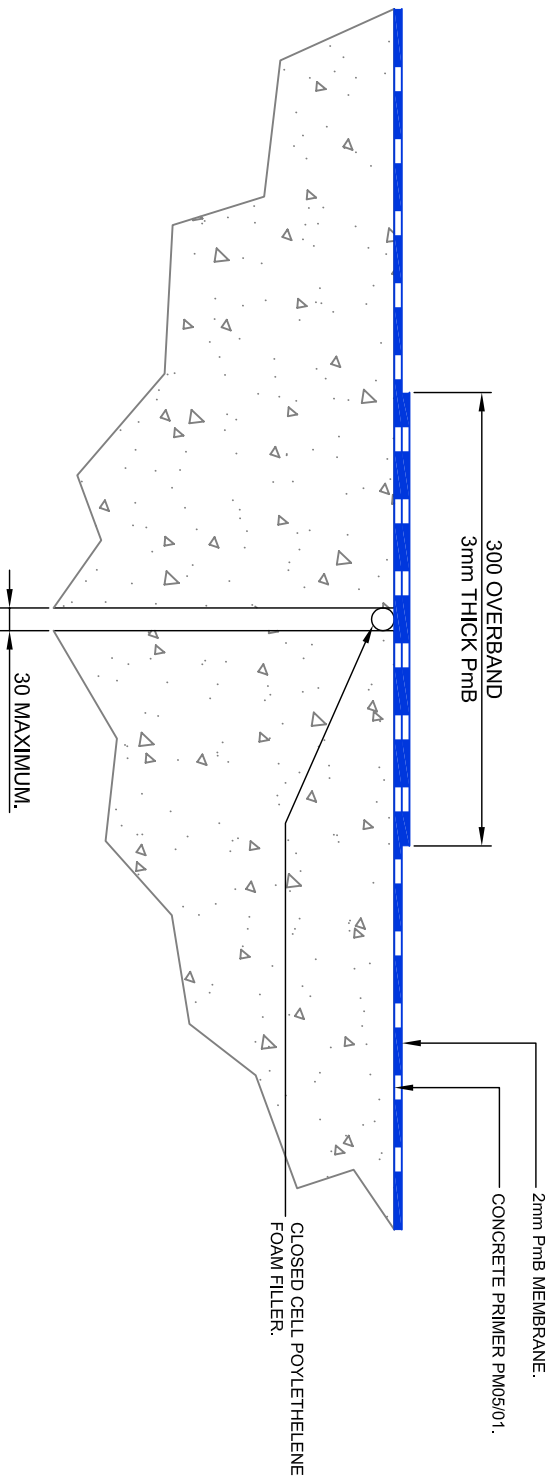 300 OVERBAND
3mm THICK PmB
30 MAXIMUM.
2mm PmB MEMBRANE.
CONCRETE PRIMER PM05/01.
CLOSED CELL POYLETHELENE
FOAM FILLER.